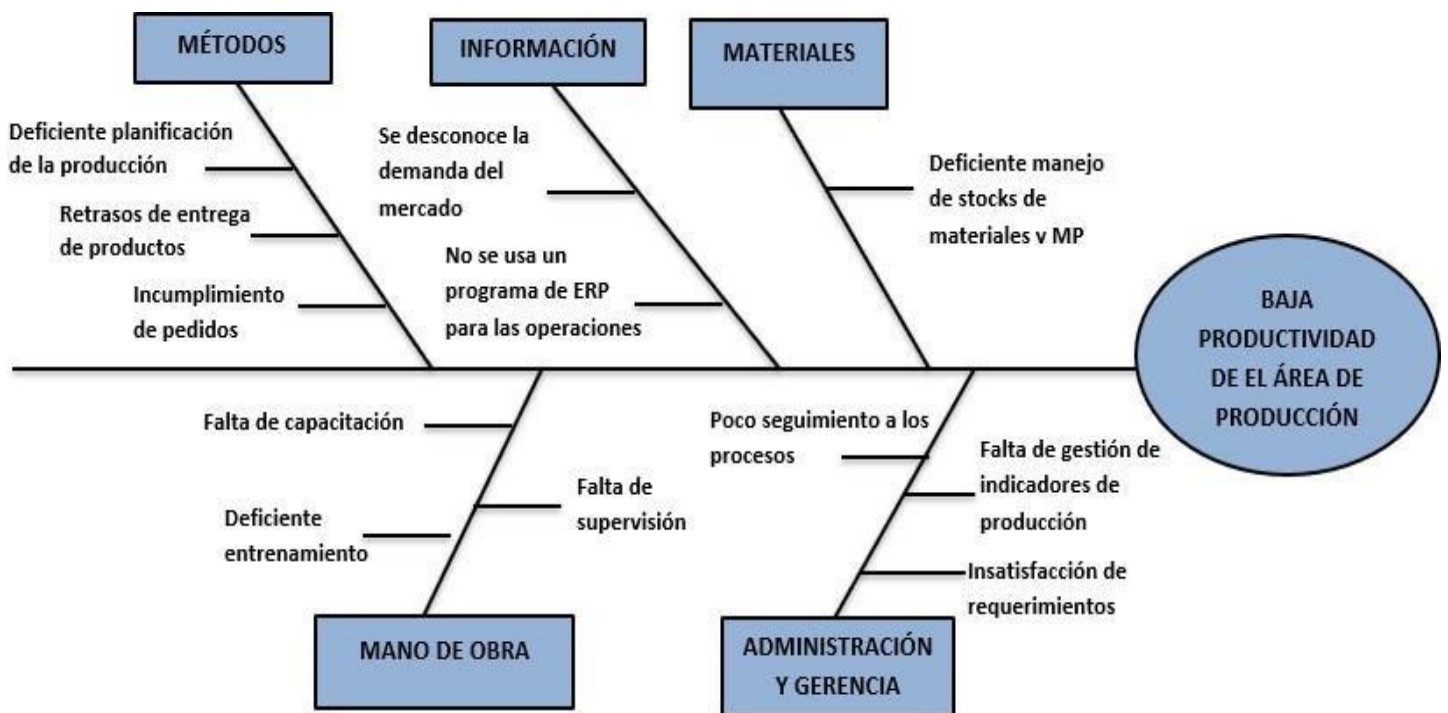 MÉTODOS
INFORMACIÓN
MATERIALES
Deficiente planificación
de la producción
Retrasos de entrega
de productos
Incumplimiento
de pedidos
Se desconoce la
demanda del
mercado
No se usa un
programa de ERP
para las operaciones
Deficiente manejo
de stocks de
materiales v MP
BAJA
PRODUCTIVIDAD
DE EL ÁREA DE
PRODUCCIÓN
Falta de capacitación
Deficiente
entrenamiento
Falta de
supervisión
Poco seguimiento a los
procesos
Falta de gestión de
indicadores de
producción
Insatisfacción de
requerimientos
MANO DE OBRA
ADMINISTRACIÓN
Y GERENCIA